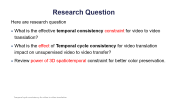 Research Question
Here are research question
What is the effective temporal consistency constraint for video to video
translation?
What is the effect of Temporal cycle consistency for video translation
impact on unsupervised video to video transfer?
Review power of 3D spatiotemporal constraint for better color preservation.